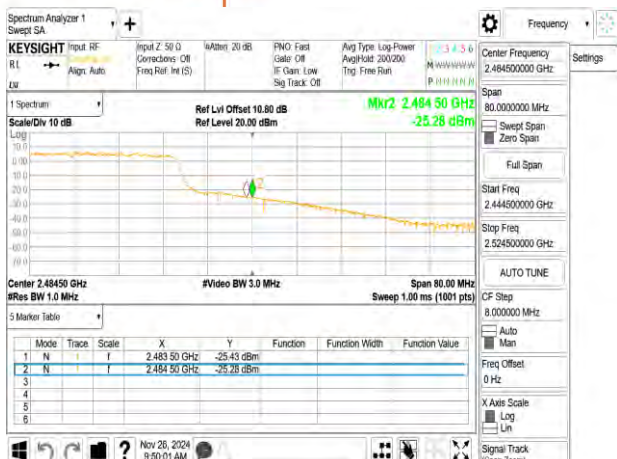 Spectrum Analyzer 1
Swept SA
+
Frequency
KEYSIGHT Input: RF Input Z: 50 Ω #Atten: 20 dB PNO: Fast Avg Type: Log-Power
RL Corrections: Off Gate: Off Avg|Hold: 200/200 M W W W W W
Align: Auto Freq Ref: Int (S) IF Gain: Low Trig: Free Run
Sig Track: Off P N N N N N
1 Spectrum
Scale/Div 10 dB
Ref Lvl Offset 10.80 dB
Ref Level 20.00 dBm
Mkr2 2.484 50 GHz
-25.28 dBm
Log
10.0
0.00
2
1
Center 2.48450 GHz #Video BW 3.0 MHz Span 80.00 MHz
#Res BW 1.0 MHz Sweep 1.00 ms (1001 pts)
5 Marker Table
Mode Trace Scale X Y Function Function Width Function Value
1 N 1 f 2.483 50 GHz -25.43 dBm
2 N 1 f 2.484 50 GHz -25.28 dBm
3
4
5
6
Nov 26, 2024
9:50:01 AM
?
Center Frequency
2.484500000 GHz
Settings
Span
80.0000000 MHz
Swept Span
Zero Span
Full Span
Start Freq
2.444500000 GHz
Stop Freq
2.524500000 GHz
AUTO TUNE
CF Step
8.000000 MHz
Auto
Man
Freq Offset
0 Hz
X Axis Scale
Log
Lin
Signal Track